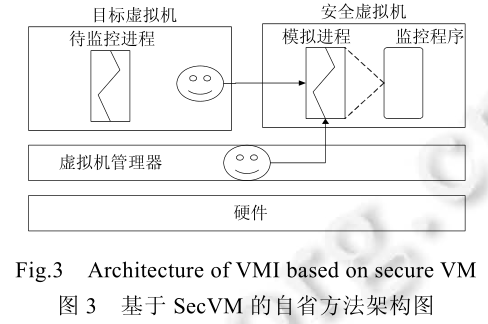 目标虚拟机
安全虚拟机
待监控进程
模拟进程
监控程序
虚拟机管理器
硬件
Fig.3 Architecture of VMI based on secure VM
图 3 基于 SecVM 的自省方法架构图